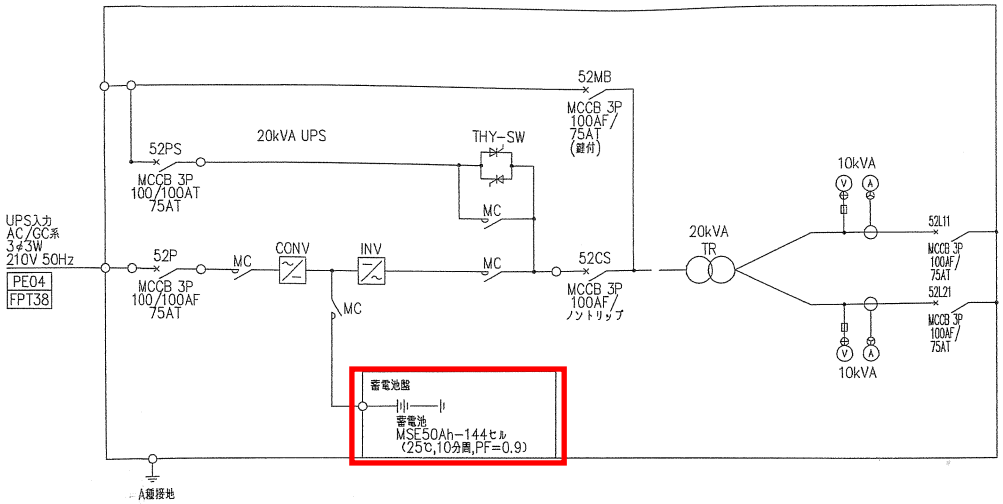 52MB
MCCB 3P
100AF/
75AT
(鍵付)
20kVA UPS
THY-SW
52PS
MCCB 3P
100/100AT
75AT
MC
10kVA
V
A
UPS入力
AC/GC系
3φ3W
210V 50Hz
PE04
FPT38
52P
MCCB 3P
100/100AF
75AT
MC
CONV
INV
MC
MC
52CS
MCCB 3P
100AF/
ノントリップ
20kVA
TR
52L11
MCCB 3P
100AF/
75AT
52L21
MCCB 3P
100AF/
75AT
V
A
10kVA
蓄電池盤
蓄電池
MSE50Ah-144セル
(25℃,10分間,PF=0.9)
A種接地